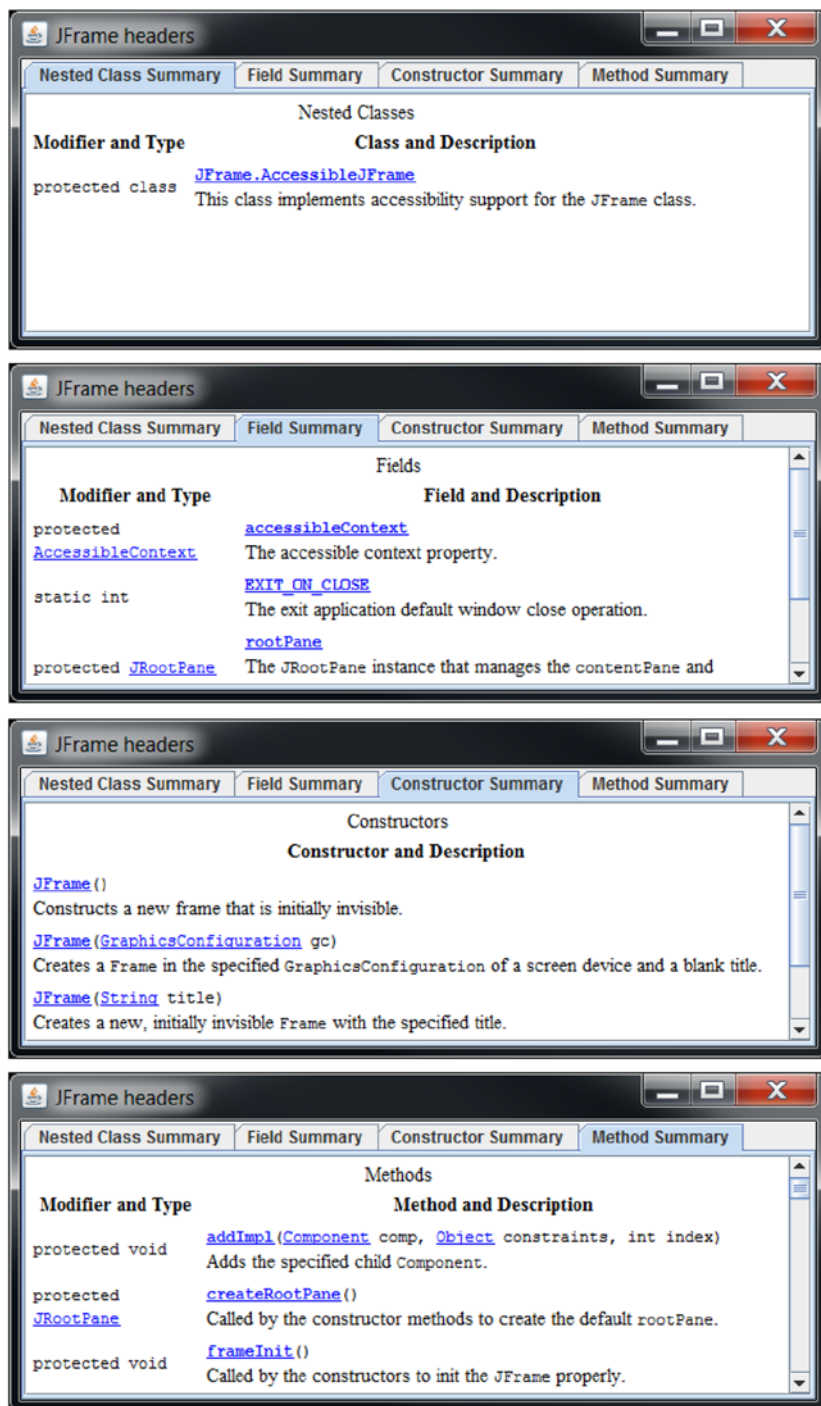 JFrame headers
Nested Class Summary Field Summary Constructor Summary Method Summary
Nested Classes
Modifier and Type Class and Description
protected class JFrame.AccessibleJFrame
This class implements accessibility support for the JFrame class.
JFrame headers
Nested Class Summary Field Summary Constructor Summary Method Summary
Fields
Modifier and Type Field and Description
protected accessibleContext
AccessibleContext The accessible context property.
static int EXIT_ON_CLOSE
The exit application default window close operation.
rootPane
protected JRootPane The JRootPane instance that manages the contentPane and
JFrame headers
Nested Class Summary Field Summary Constructor Summary Method Summary
Constructors
Constructor and Description
JFrame()
Constructs a new frame that is initially invisible.
JFrame(GraphicsConfiguration gc)
Creates a Frame in the specified GraphicsConfiguration of a screen device and a blank title.
JFrame(String title)
Creates a new, initially invisible Frame with the specified title.
JFrame headers
Nested Class Summary Field Summary Constructor Summary Method Summary
Methods
Modifier and Type Method and Description
protected void addImpl(Component comp, Object constraints, int index)
Adds the specified child Component.
protected createRootPane()
JRootPane Called by the constructor methods to create the default rootPane.
protected void frameInit()
Called by the constructors to init the JFrame properly.